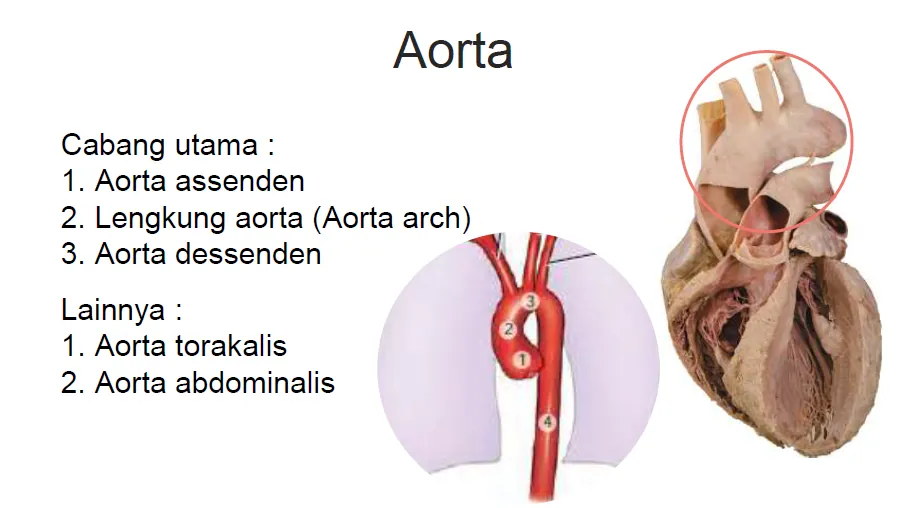 Aorta
Cabang utama :
1. Aorta assenden
2. Lengkung aorta (Aorta arch)
3. Aorta dessenden
Lainnya :
1. Aorta torakalis
2. Aorta abdominalis
3
2
1
4